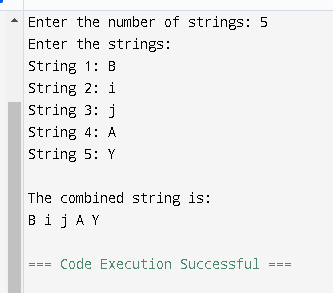 Enter the number of strings: 5
Enter the strings:
String 1: B
String 2: i
String 3: j
String 4: A
String 5: Y
The combined string is:
B i j A Y
=== Code Execution Successful ===